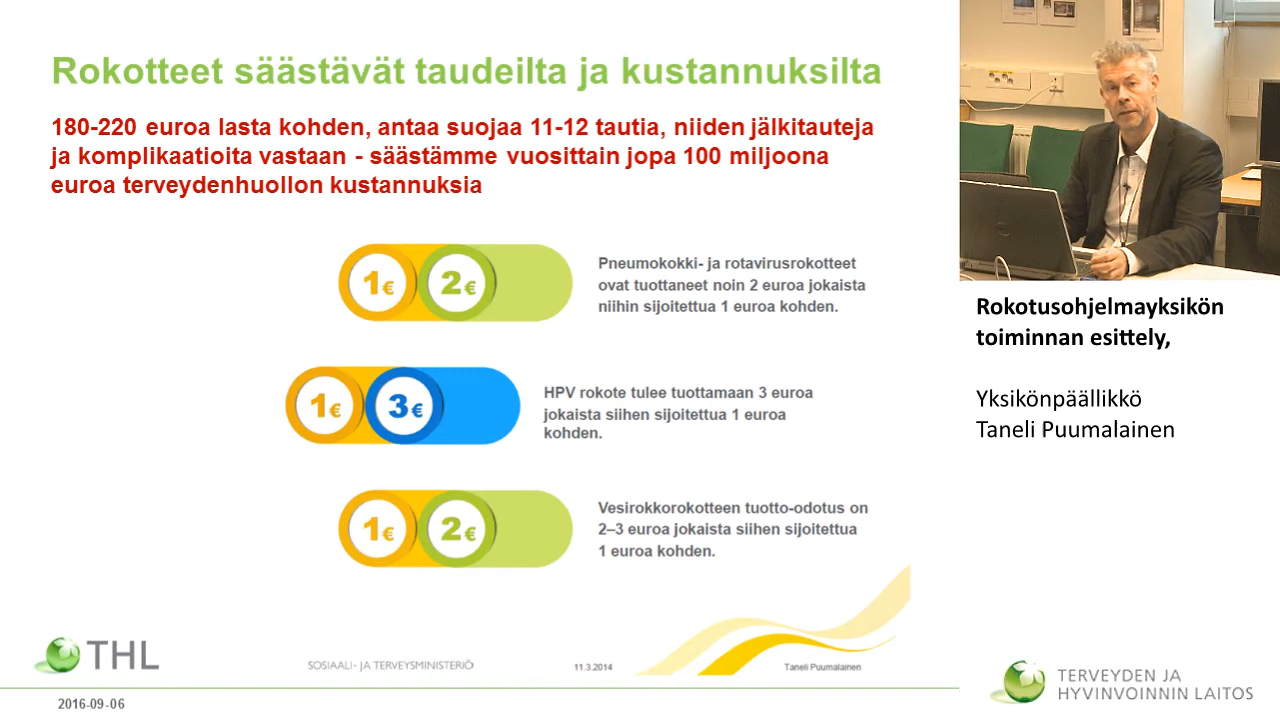 Rokotteet säästävät taudeilta ja kustannuksilta
180-220 euroa lasta kohden, antaa suojaa 11-12 tautia, niiden jälkitauteja
ja komplikaatioita vastaan - säästämme vuosittain jopa 100 miljoona
euroa terveydenhuollon kustannuksia
1€ 2€
Pneumokokki- ja rotavirusrokotteet
ovat tuottaneet noin 2 euroa jokaista
niihin sijoitettua 1 euroa kohden.
1€ 3€
HPV rokote tulee tuottamaan 3 euroa
jokaista siihen sijoitettua 1 euroa
kohden.
1€ 2€
Vesirokkorokotteen tuotto-odotus on
2–3 euroa jokaista siihen sijoitettua
1 euroa kohden.
THL
SOSIAALI- JA TERVEYSMINISTERIÖ
11.3.2014
Taneli Puumalainen
2016-09-06
Rokotusohjelmayksikön
toiminnan esittely,
Yksikönpäällikkö
Taneli Puumalainen
TERVEYDEN JA
HYVINVOINNIN LAITOS